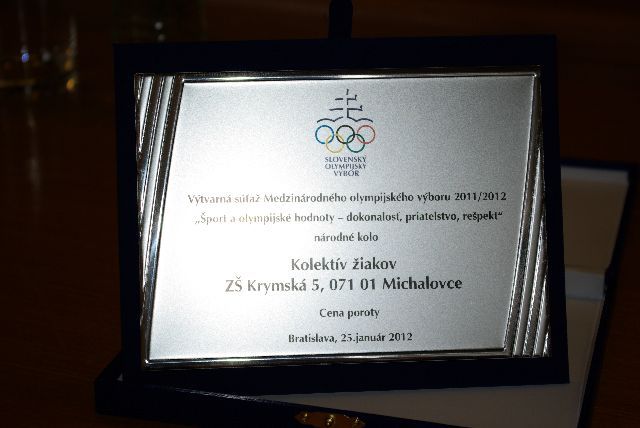 SLOVENSKÝ
OLYMPIJSKÝ
VÝBOR
Výtvarná súťaž Medzinárodného olympijského výboru 2011/2012
„Šport a olympijské hodnoty – dokonalosť, priateľstvo, rešpekt“
národné kolo
Kolektív žiakov
ZŠ Krymská 5, 071 01 Michalovce
Cena poroty
Bratislava, 25.január 2012